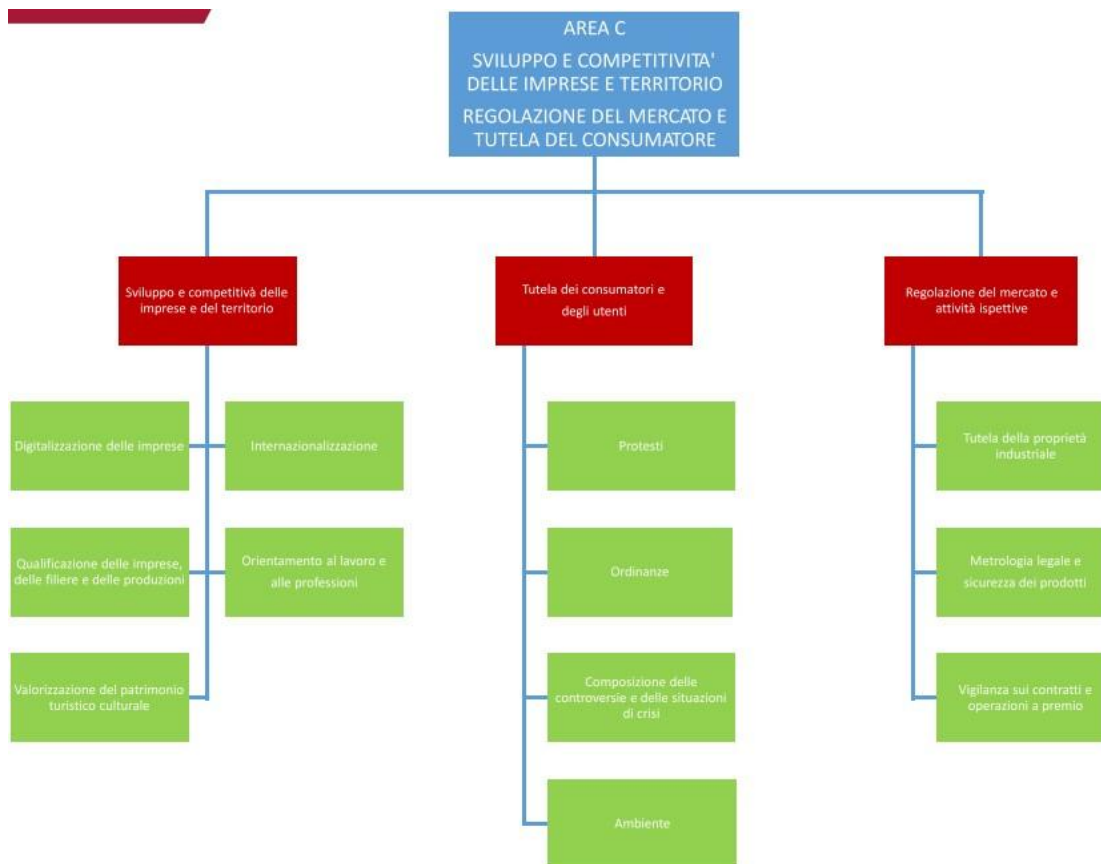 AREA C
SVILUPPO E COMPETITIVITA'
DELLE IMPRESE E TERRITORIO
REGOLAZIONE DEL MERCATO E
TUTELA DEL CONSUMATORE
Sviluppo e competitivà delle
imprese e del territorio
Tutela dei consumatori e
degli utenti
Regolazione del mercato e
attività ispettive
Digitalizzazione delle imprese
Internazionalizzazione
Qualificazione delle imprese,
delle filiere e delle produzioni
Orientamento al lavoro e
alle professioni
Valorizzazione del patrimonio
turistico culturale
Protesti
Ordinanze
Composizione delle
controversie e delle situazioni
di crisi
Ambiente
Tutela della proprietà
industriale
Metrologia legale e
sicurezza dei prodotti
Vigilanza sui contratti e
operazioni a premio